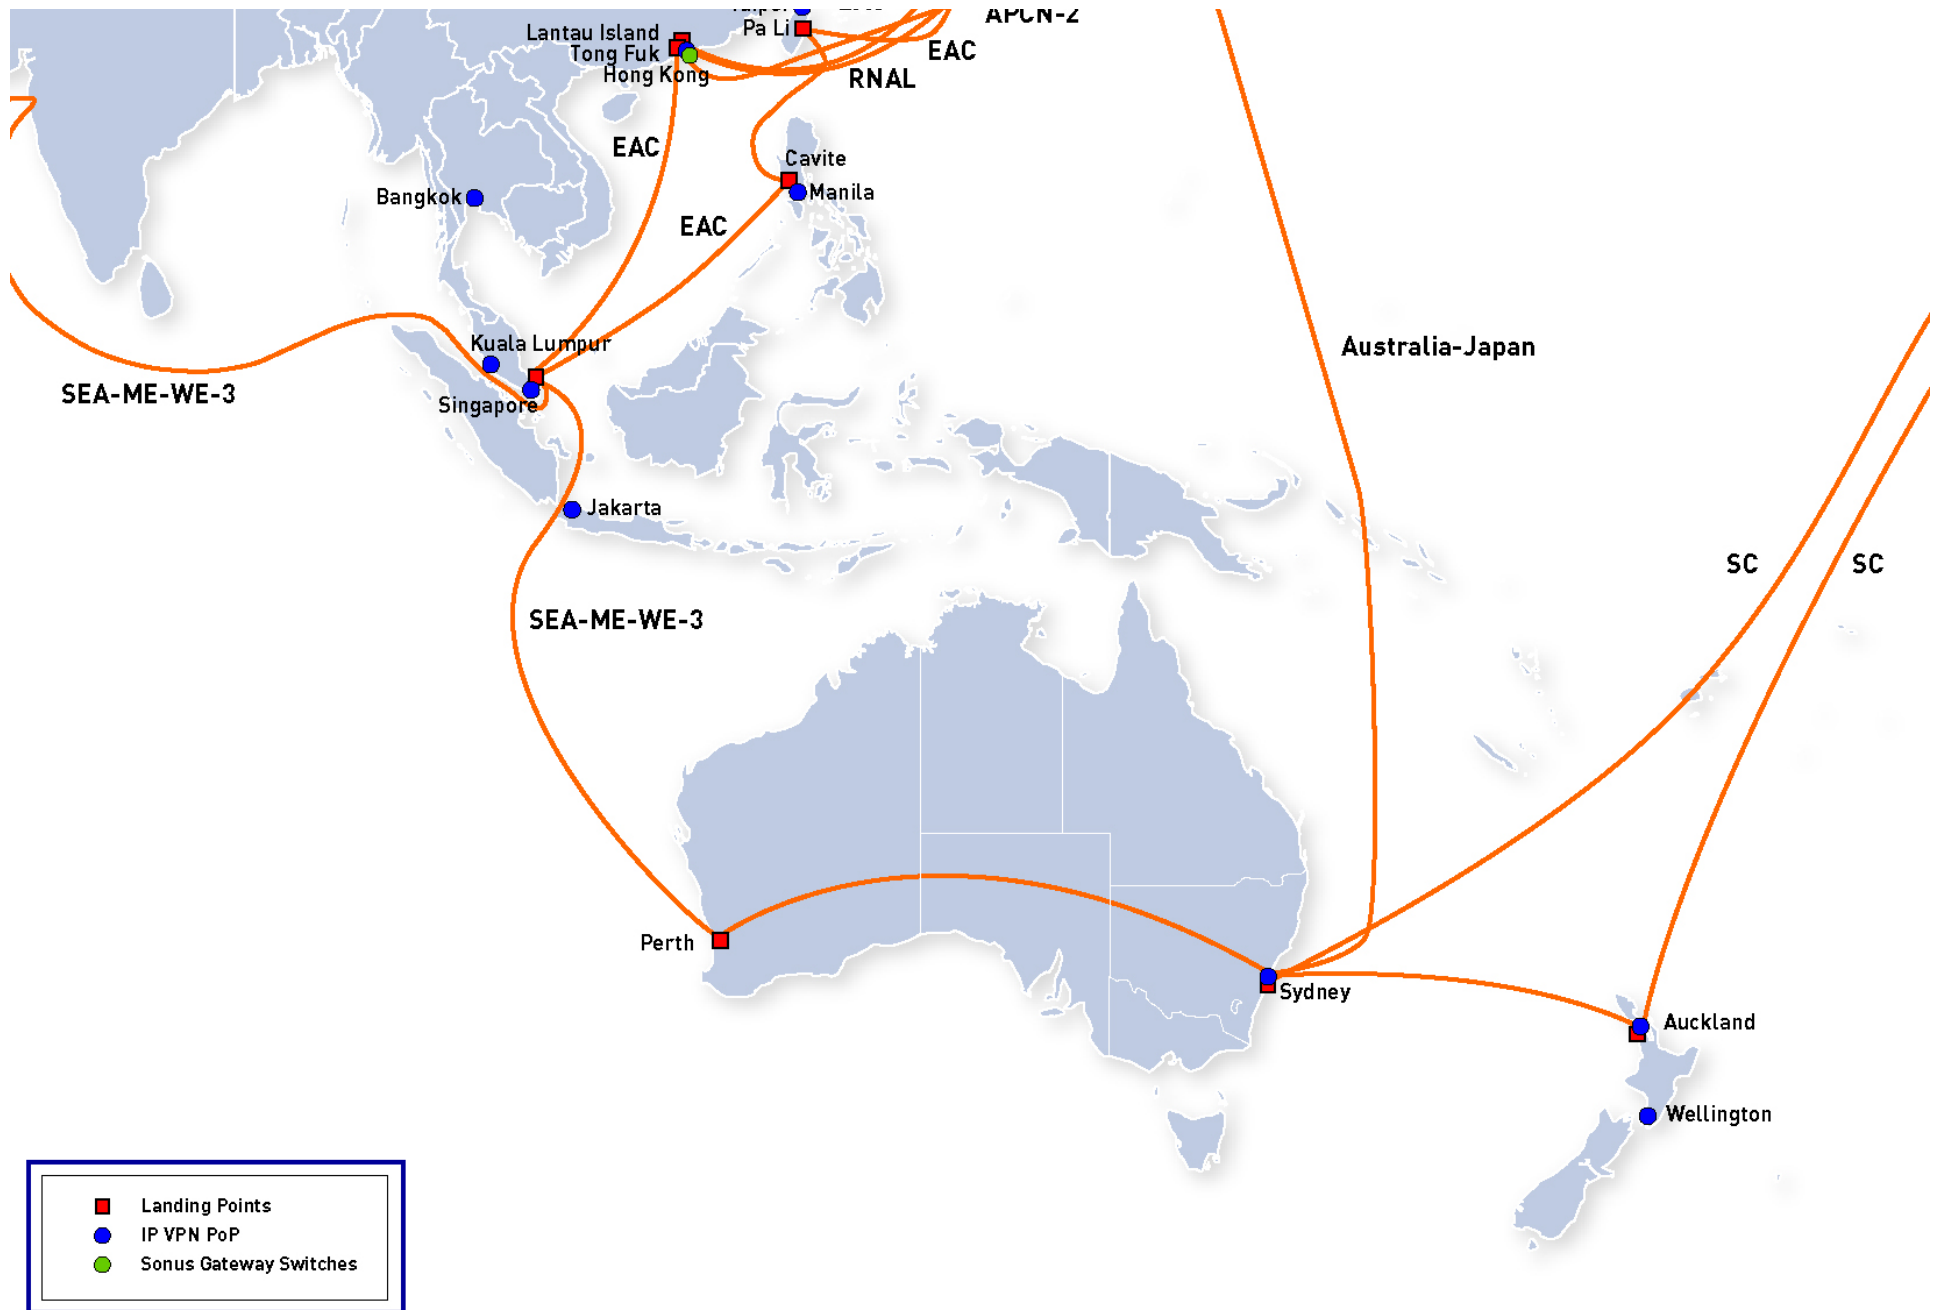 APCN-2
Lantau Island
Pa Li
Tong Fuk
EAC
Hong Kong
RNAL
EAC
Cavite
Bangkok
Manila
EAC
Kuala Lumpur
Australia-Japan
SEA-ME-WE-3
Singapore
Jakarta
SC
SC
SEA-ME-WE-3
Perth
Sydney
Auckland
Wellington
Landing Points
IP VPN PoP
Sonus Gateway Switches